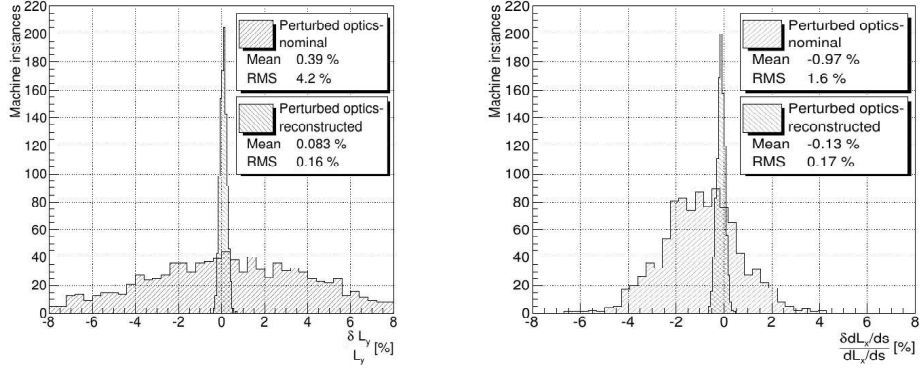 Machine instances
220
200
180
160
140
120
100
80
60
40
20
0
-8 -6 -4 -2 0 2 4 6 8
Perturbed optics-
nominal
Mean 0.39 %
RMS 4.2 %
Perturbed optics-
reconstructed
Mean 0.083 %
RMS 0.16 %
δ Ly
Ly
[%]
Machine instances
220
200
180
160
140
120
100
80
60
40
20
0
-8 -6 -4 -2 0 2 4 6 8
Perturbed optics-
nominal
Mean -0.97 %
RMS 1.6 %
Perturbed optics-
reconstructed
Mean -0.13 %
RMS 0.17 %
δdLx/ds
dLx/ds
[%]